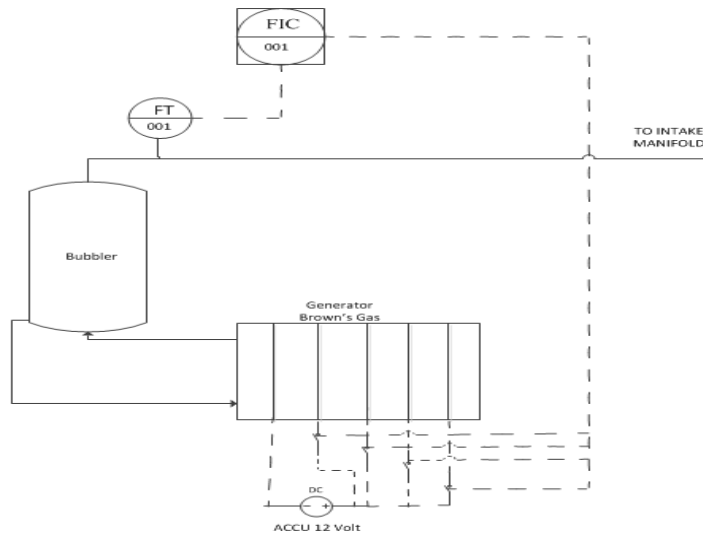 FIC
001
FT
001
TO INTAKE
MANIFOLD
Bubbler
Generator
Brown's Gas
DC
- +
ACCU 12 Volt